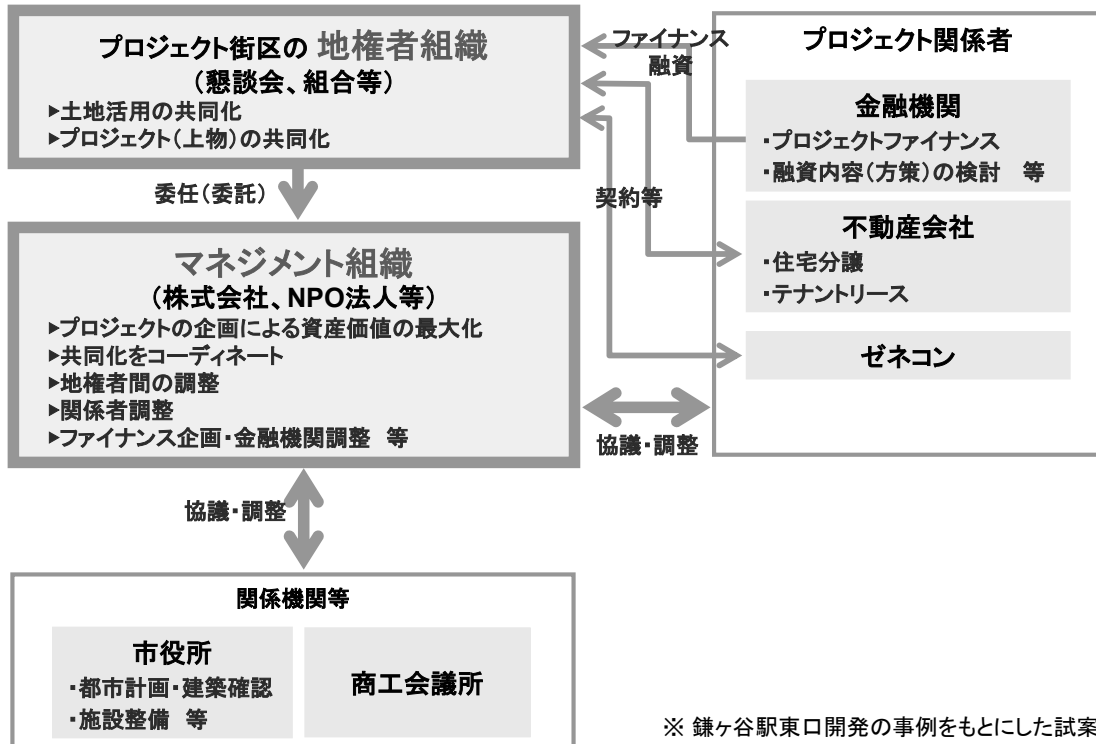 プロジェクト街区の 地権者組織
(懇談会、組合等)
▶土地活用の共同化
▶プロジェクト(上物)の共同化
委任(委託)
マネジメント組織
(株式会社、NPO法人等)
▶プロジェクトの企画による資産価値の最大化
▶共同化をコーディネート
▶地権者間の調整
▶関係者調整
▶ファイナンス企画・金融機関調整 等
協議・調整
関係機関等
市役所
・都市計画・建築確認
・施設整備 等
商工会議所
ファイナンス
融資
契約等
協議・調整
プロジェクト関係者
金融機関
・プロジェクトファイナンス
・融資内容(方策)の検討 等
不動産会社
・住宅分譲
・テナントリース
ゼネコン
※ 鎌ヶ谷駅東口開発の事例をもとにした試案